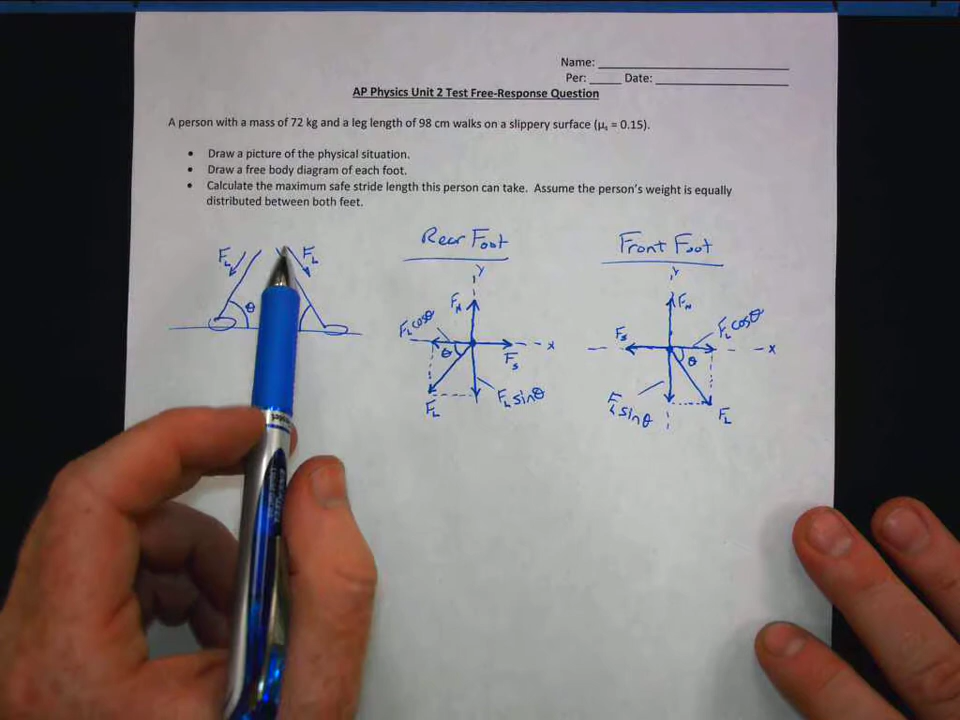 Name: ____________________
Per: _____ Date: ____________________
AP Physics Unit 2 Test Free-Response Question
A person with a mass of 72 kg and a leg length of 98 cm walks on a slippery surface (μs = 0.15).
• Draw a picture of the physical situation.
• Draw a free body diagram of each foot.
• Calculate the maximum safe stride length this person can take. Assume the person's weight is equally
distributed between both feet.
FL FL
θ
Rear Foot
y
FN
FL cosθ
θ
x
Fs
FL sinθ
FL
Front Foot
y
FN
FL cosθ
Fs
x
θ
FL sinθ
FL